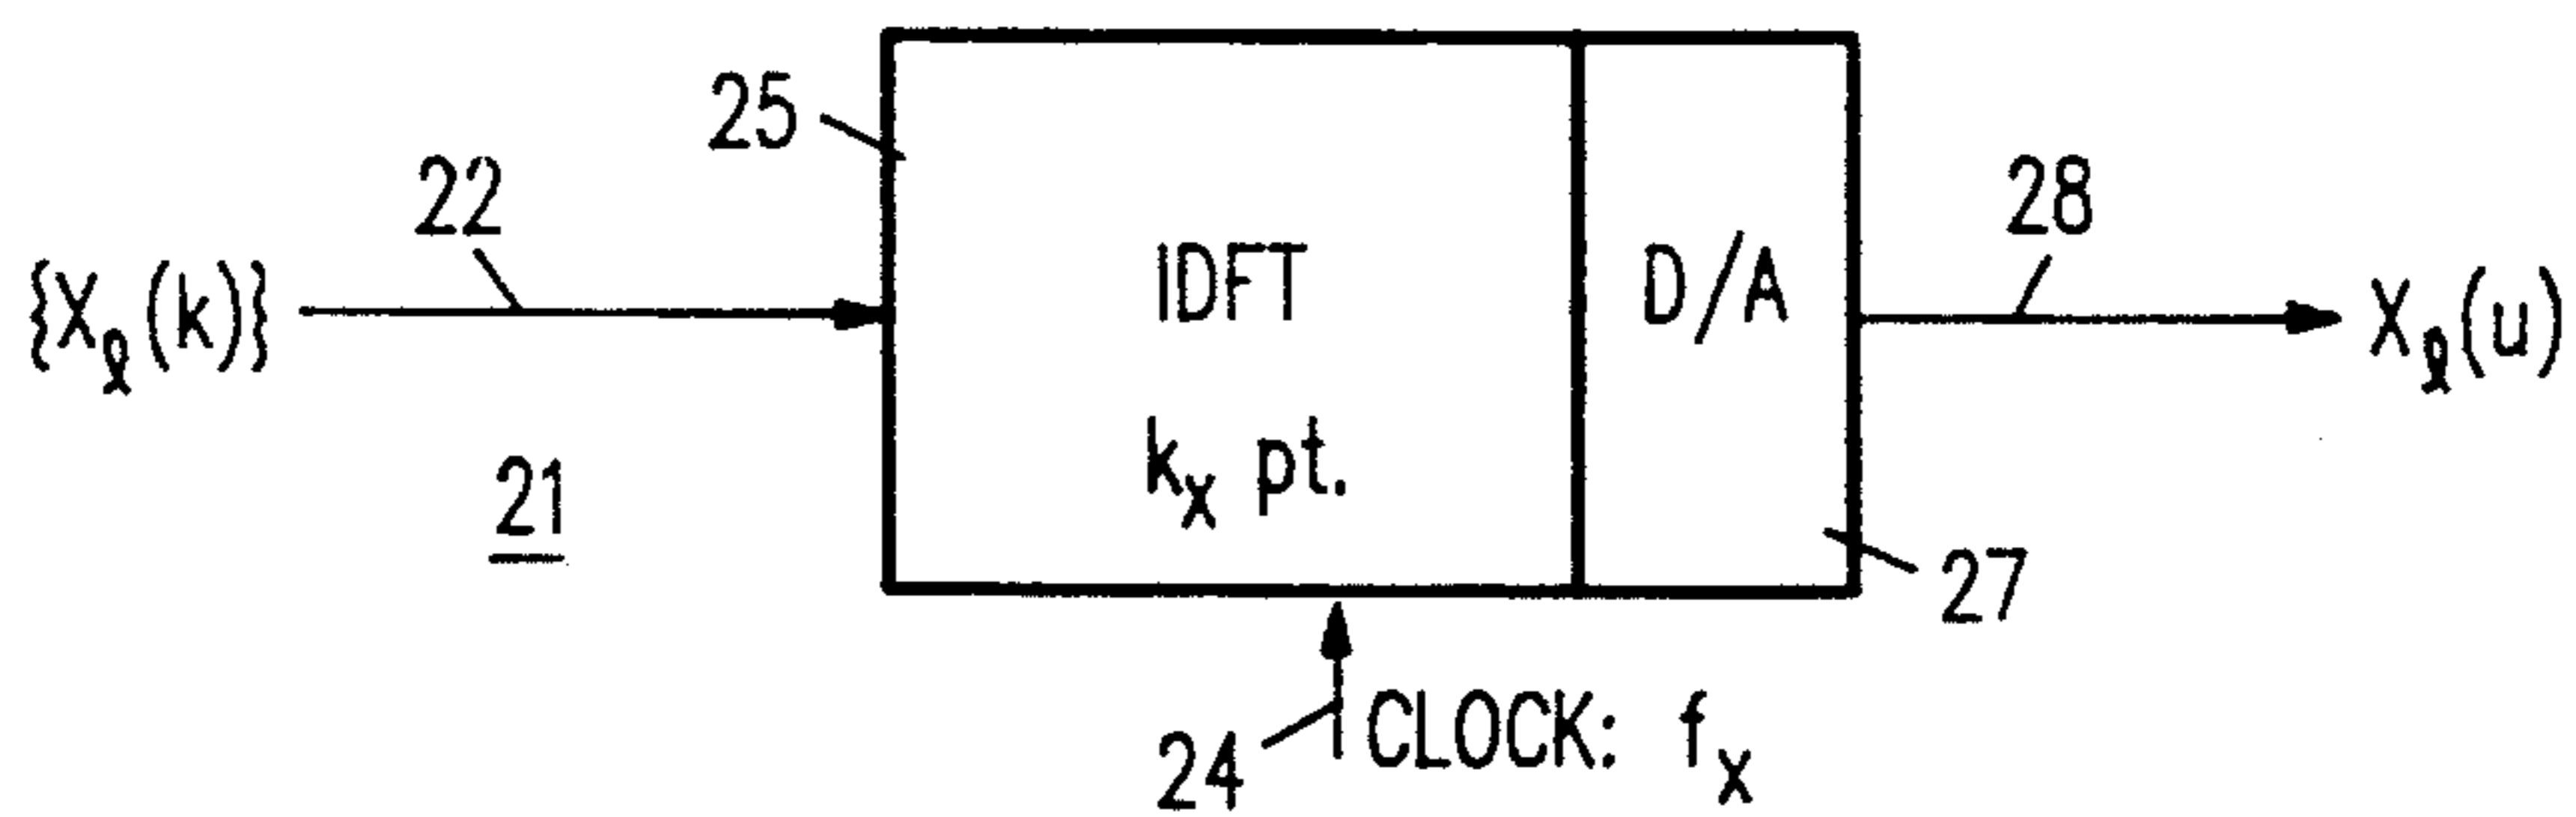 25
22
28
{Xℓ(k)}
IDFT
D/A
Xℓ(u)
kx pt.
21
27
24
CLOCK: fx